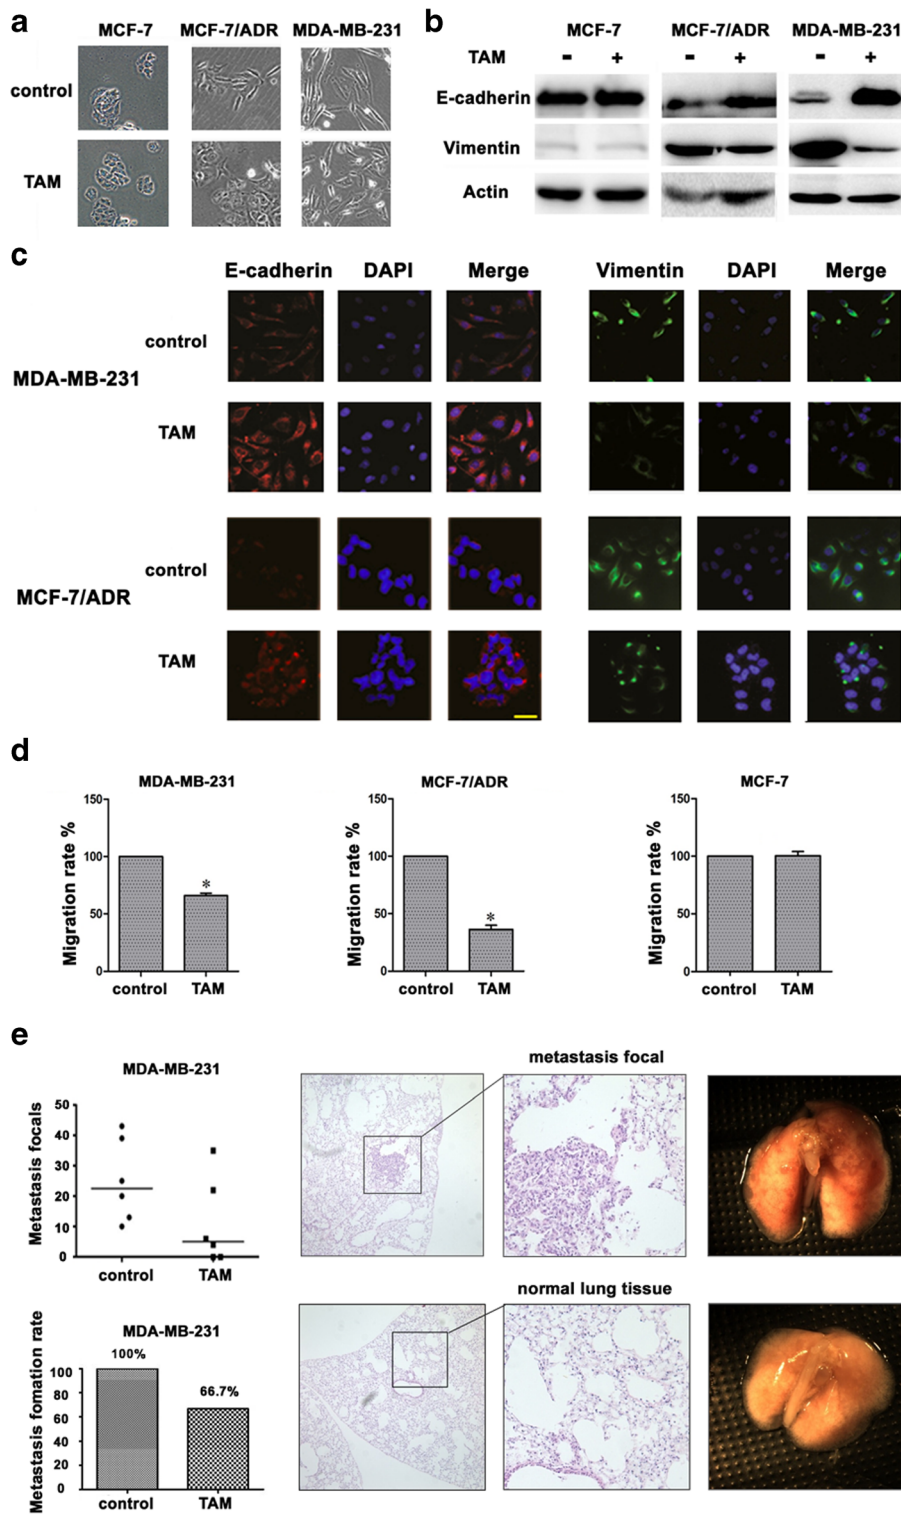 a
MCF-7 MCF-7/ADR MDA-MB-231
control
TAM
b
MCF-7 MCF-7/ADR MDA-MB-231
TAM - + - + - +
E-cadherin
Vimentin
Actin
c
E-cadherin DAPI Merge Vimentin DAPI Merge
control
MDA-MB-231
TAM
control
MCF-7/ADR
TAM
d
MDA-MB-231
Migration rate %
150
100
50
0
*
control TAM
MCF-7/ADR
Migration rate %
150
100
50
0
*
control TAM
MCF-7
Migration rate %
150
100
50
0
control TAM
e
MDA-MB-231
Metastasis focals
50
40
30
20
10
0
control TAM
metastasis focal
MDA-MB-231
Metastasis fomation rate
100
80
60
40
20
0
100%
66.7%
control TAM
normal lung tissue